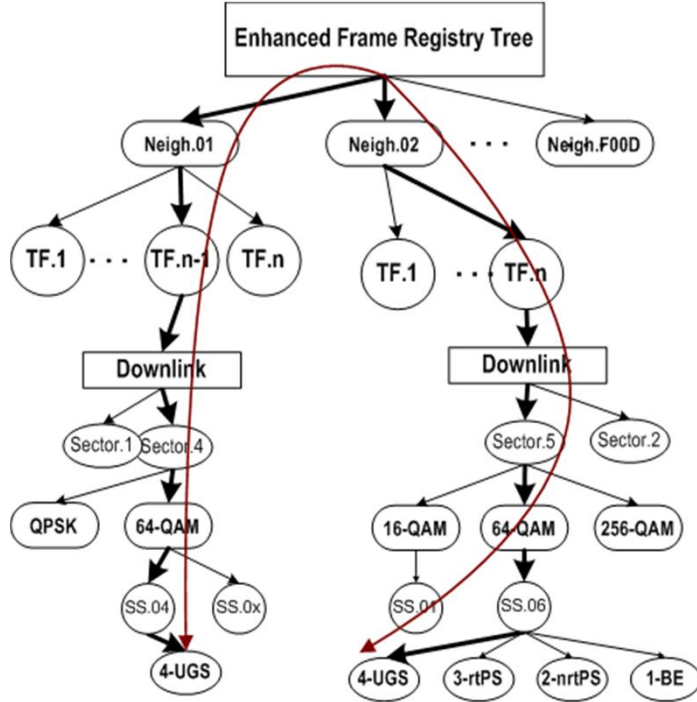 Enhanced Frame Registry Tree
Neigh.01
Neigh.02
. . .
Neigh.F00D
TF.1
. . .
TF.n-1
TF.n
TF.1
. . .
TF.n
Downlink
Downlink
Sector.1
Sector.4
Sector.5
Sector.2
QPSK
64-QAM
16-QAM
64-QAM
256-QAM
SS.04
SS.0x
SS.01
SS.06
4-UGS
4-UGS
3-rtPS
2-nrtPS
1-BE